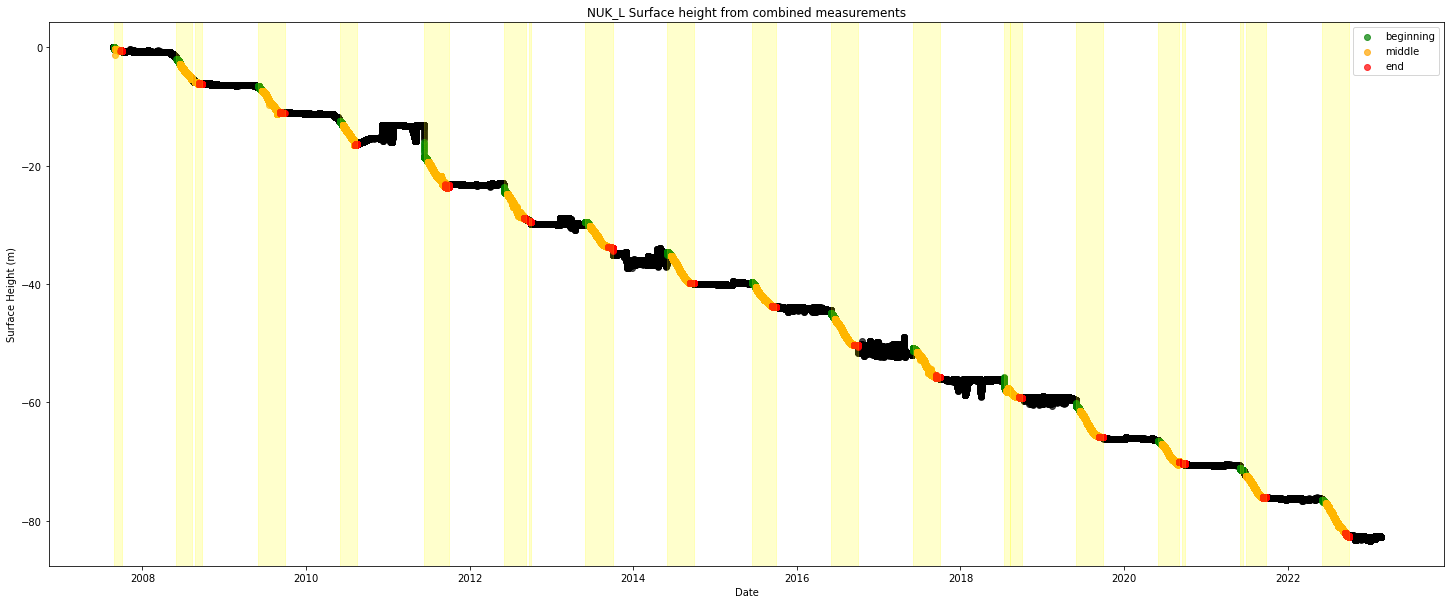 NUK_L Surface height from combined measurements
beginning
middle
end
0
−20
−40
−60
−80
Surface Height (m)
2008
2010
2012
2014
2016
2018
2020
2022
Date